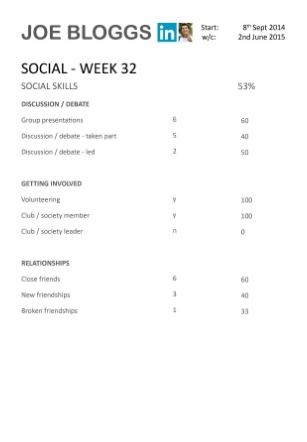 JOE BLOGGS in Start: 8th Sept 2014
w/c: 2nd June 2015
SOCIAL - WEEK 32
SOCIAL SKILLS 53%
DISCUSSION / DEBATE
Group presentations 6 60
Discussion / debate - taken part 5 40
Discussion / debate - led 2 50
GETTING INVOLVED
Volunteering y 100
Club / society member y 100
Club / society leader n 0
RELATIONSHIPS
Close friends 6 60
New friendships 3 40
Broken friendships 1 33